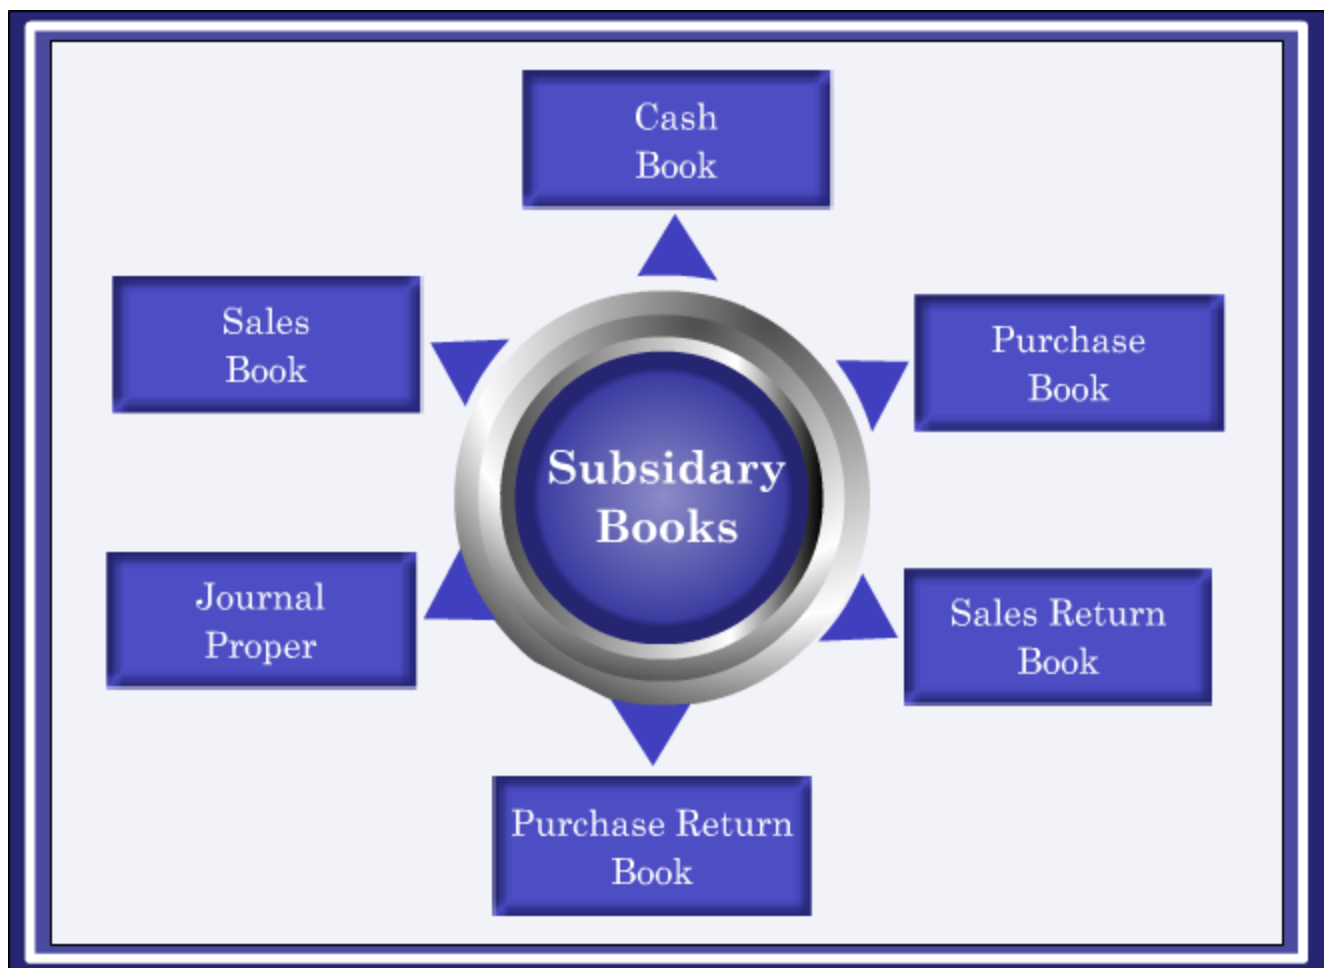 Cash
Book
Sales
Book
Purchase
Book
Subsidary
Books
Journal
Proper
Sales Return
Book
Purchase Return
Book